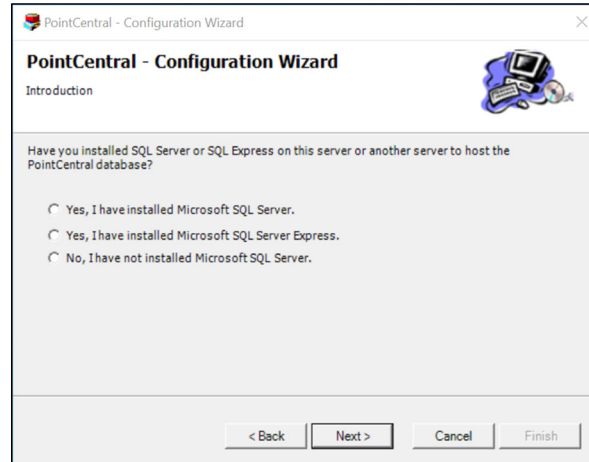 PointCentral - Configuration Wizard
PointCentral - Configuration Wizard
Introduction
Have you installed SQL Server or SQL Express on this server or another server to host the
PointCentral database?
Yes, I have installed Microsoft SQL Server.
Yes, I have installed Microsoft SQL Server Express.
No, I have not installed Microsoft SQL Server.
< Back Next > Cancel Finish